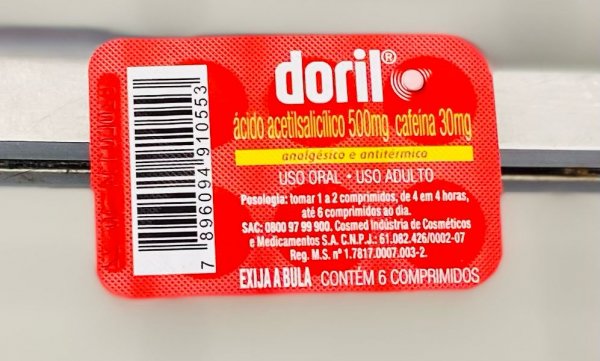 doril®
ácido acetilsalicílico 500mg cafeína 30mg
analgésico e antitérmico
USO ORAL • USO ADULTO
Posologia: tomar 1 a 2 comprimidos, de 4 em 4 horas,
até 6 comprimidos ao dia.
SAC: 0800 97 99 900. Cosmed Indústria de Cosméticos
e Medicamentos S.A. C.N.P.J.: 61.082.426/0002-07
Reg. M.S. nº 1.7817.0007.003-2.
EXIJA A BULA CONTÉM 6 COMPRIMIDOS
7 896094 910553